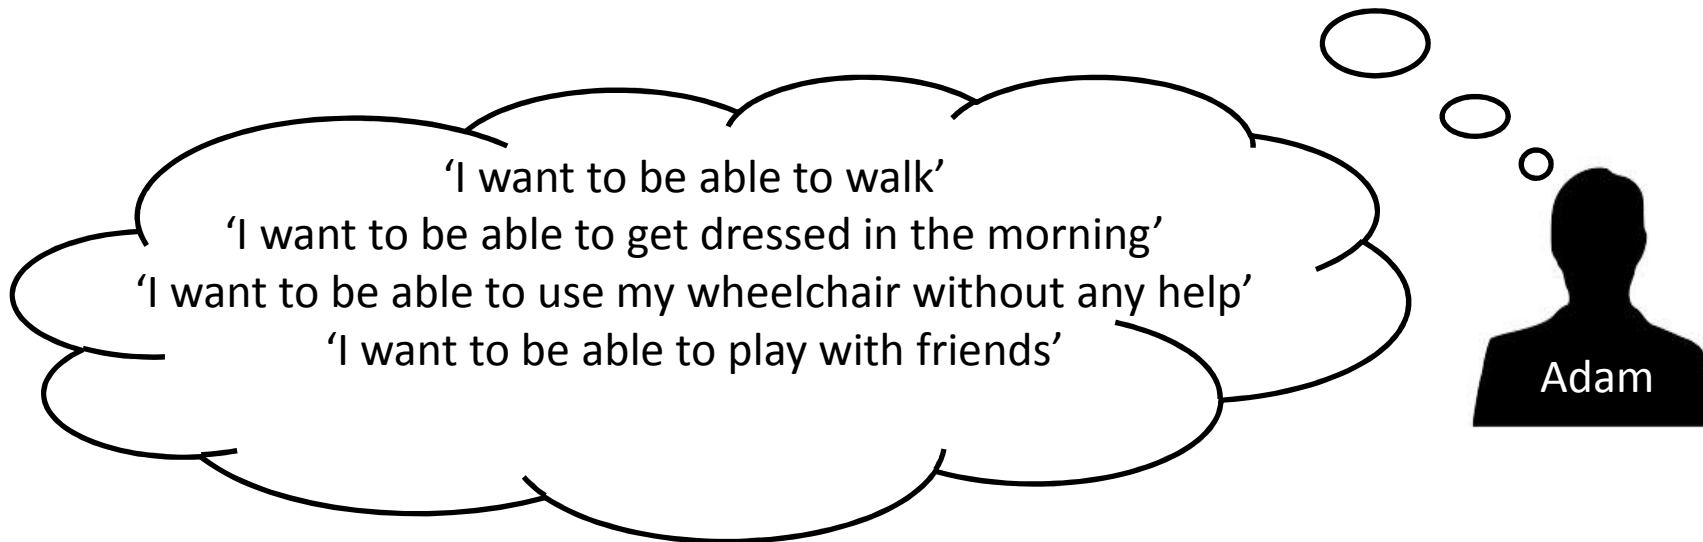 ‘I want to be able to walk’
‘I want to be able to get dressed in the morning’
‘I want to be able to use my wheelchair without any help’
‘I want to be able to play with friends’
Adam